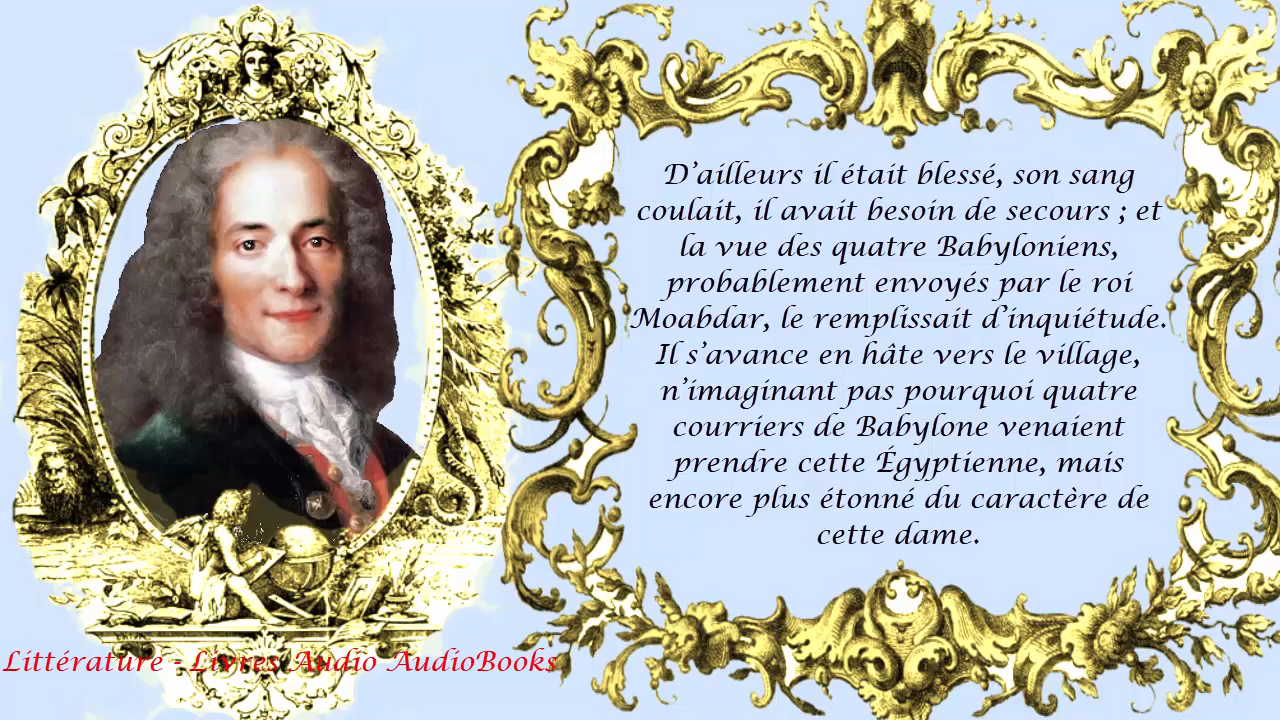 D'ailleurs il était blessé, son sang
coulait, il avait besoin de secours ; et
la vue des quatre Babyloniens,
probablement envoyés par le roi
Moabdar, le remplissait d'inquiétude.
Il s'avance en hâte vers le village,
n'imaginant pas pourquoi quatre
courriers de Babylone venaient
prendre cette Égyptienne, mais
encore plus étonné du caractère de
cette dame.
Littérature - Livres Audio AudioBooks